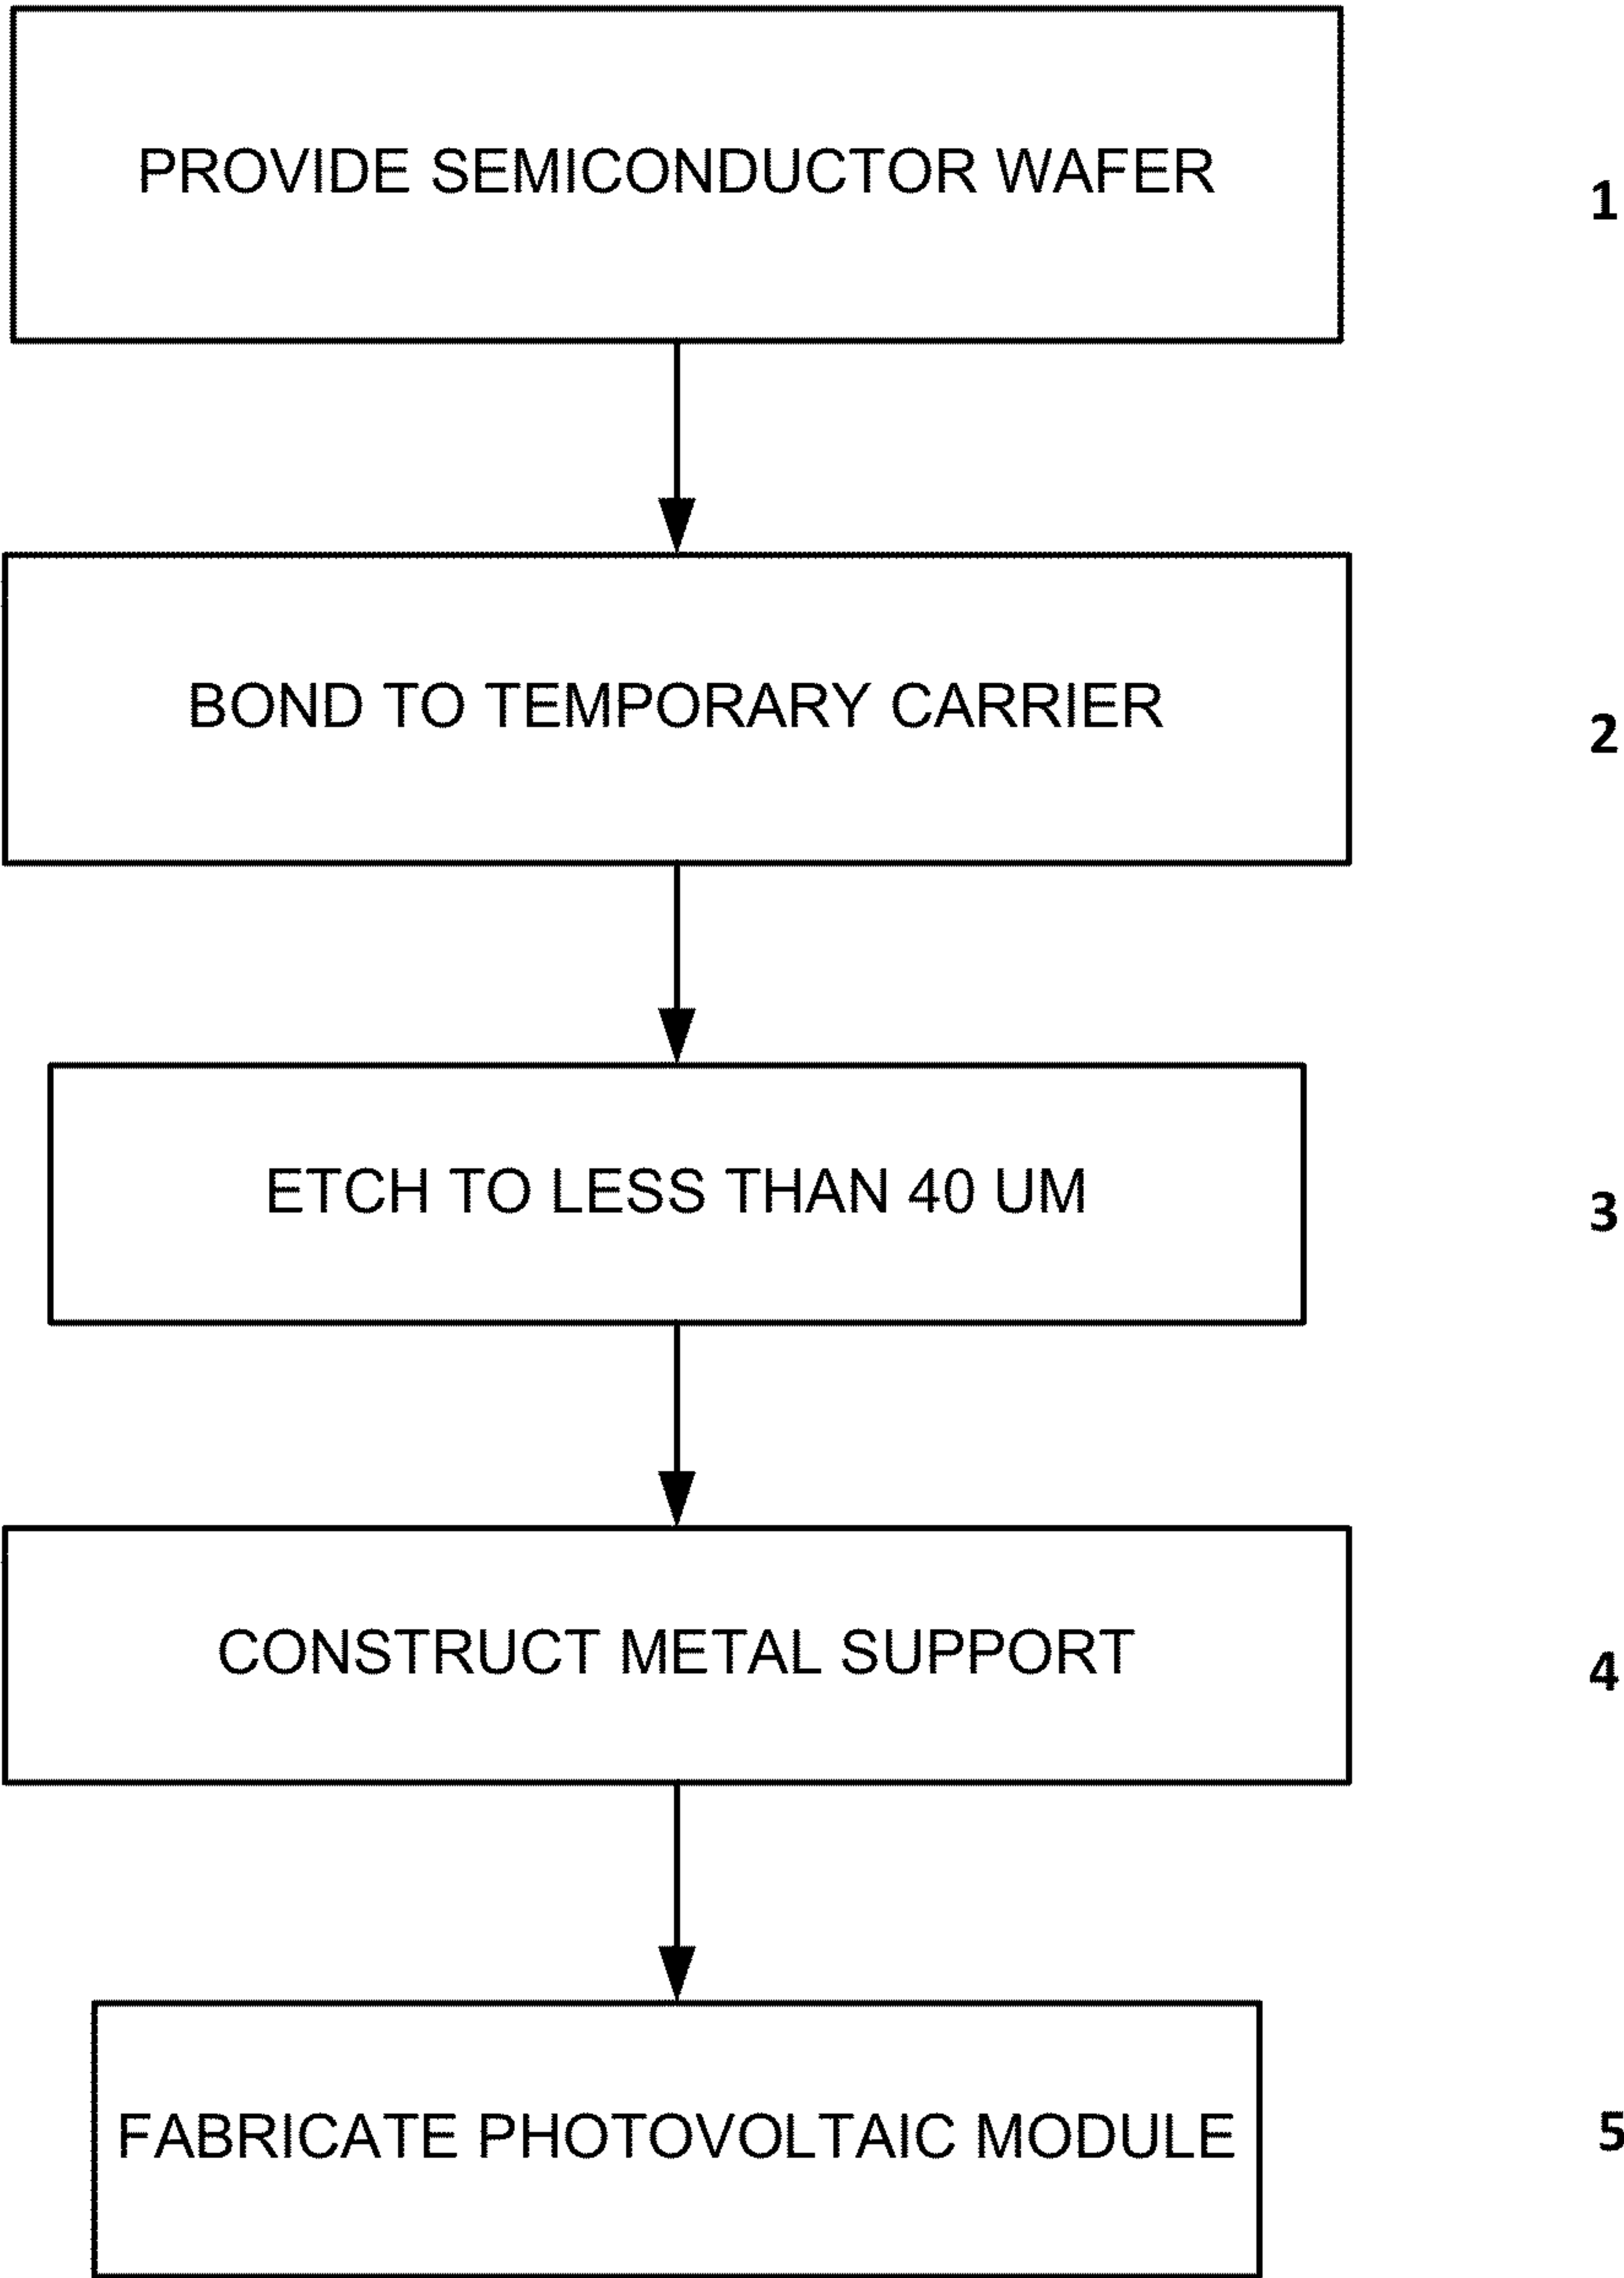 PROVIDE SEMICONDUCTOR WAFER
1
BOND TO TEMPORARY CARRIER
2
ETCH TO LESS THAN 40 UM
3
CONSTRUCT METAL SUPPORT
4
FABRICATE PHOTOVOLTAIC MODULE
5